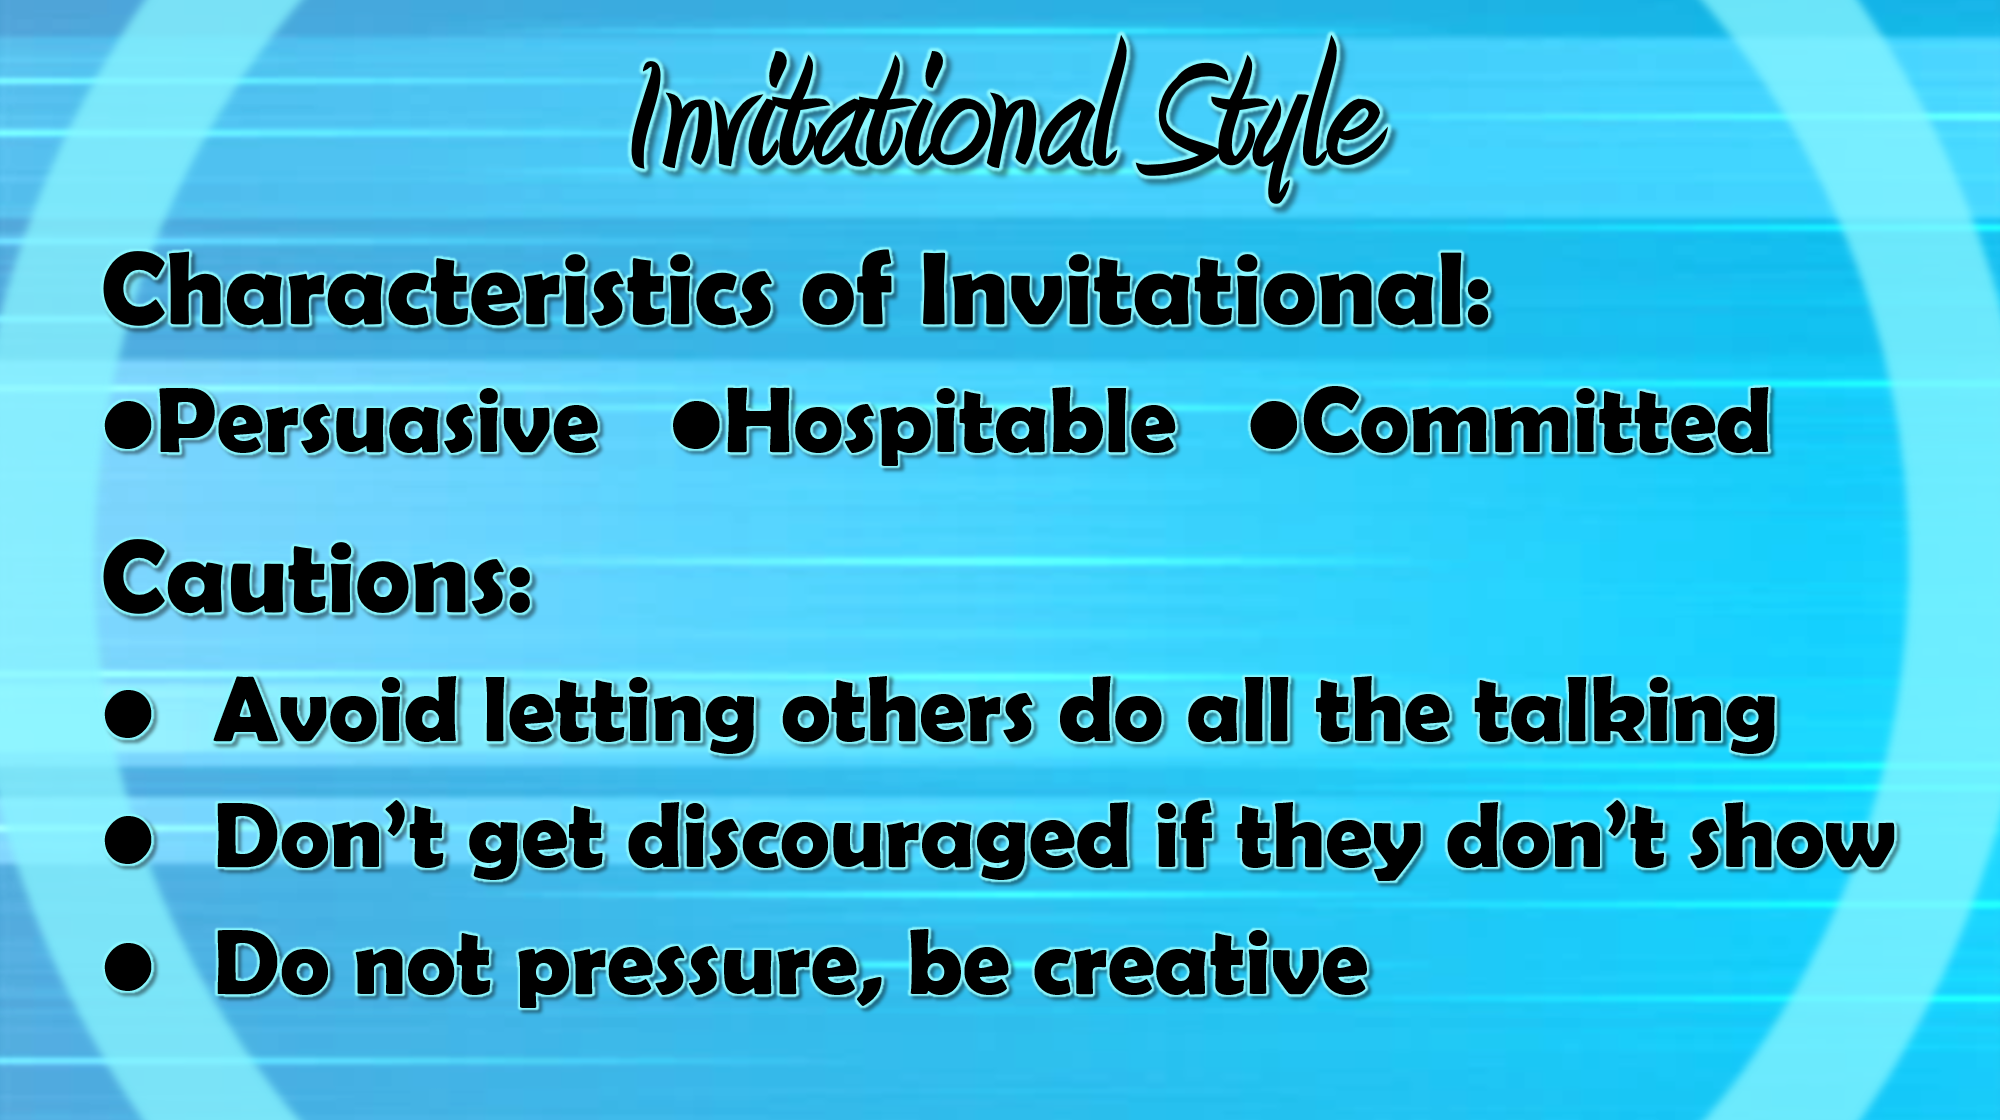 Invitational Style
Characteristics of Invitational:
●Persuasive ●Hospitable ●Committed
Cautions:
● Avoid letting others do all the talking
● Don’t get discouraged if they don’t show
● Do not pressure, be creative